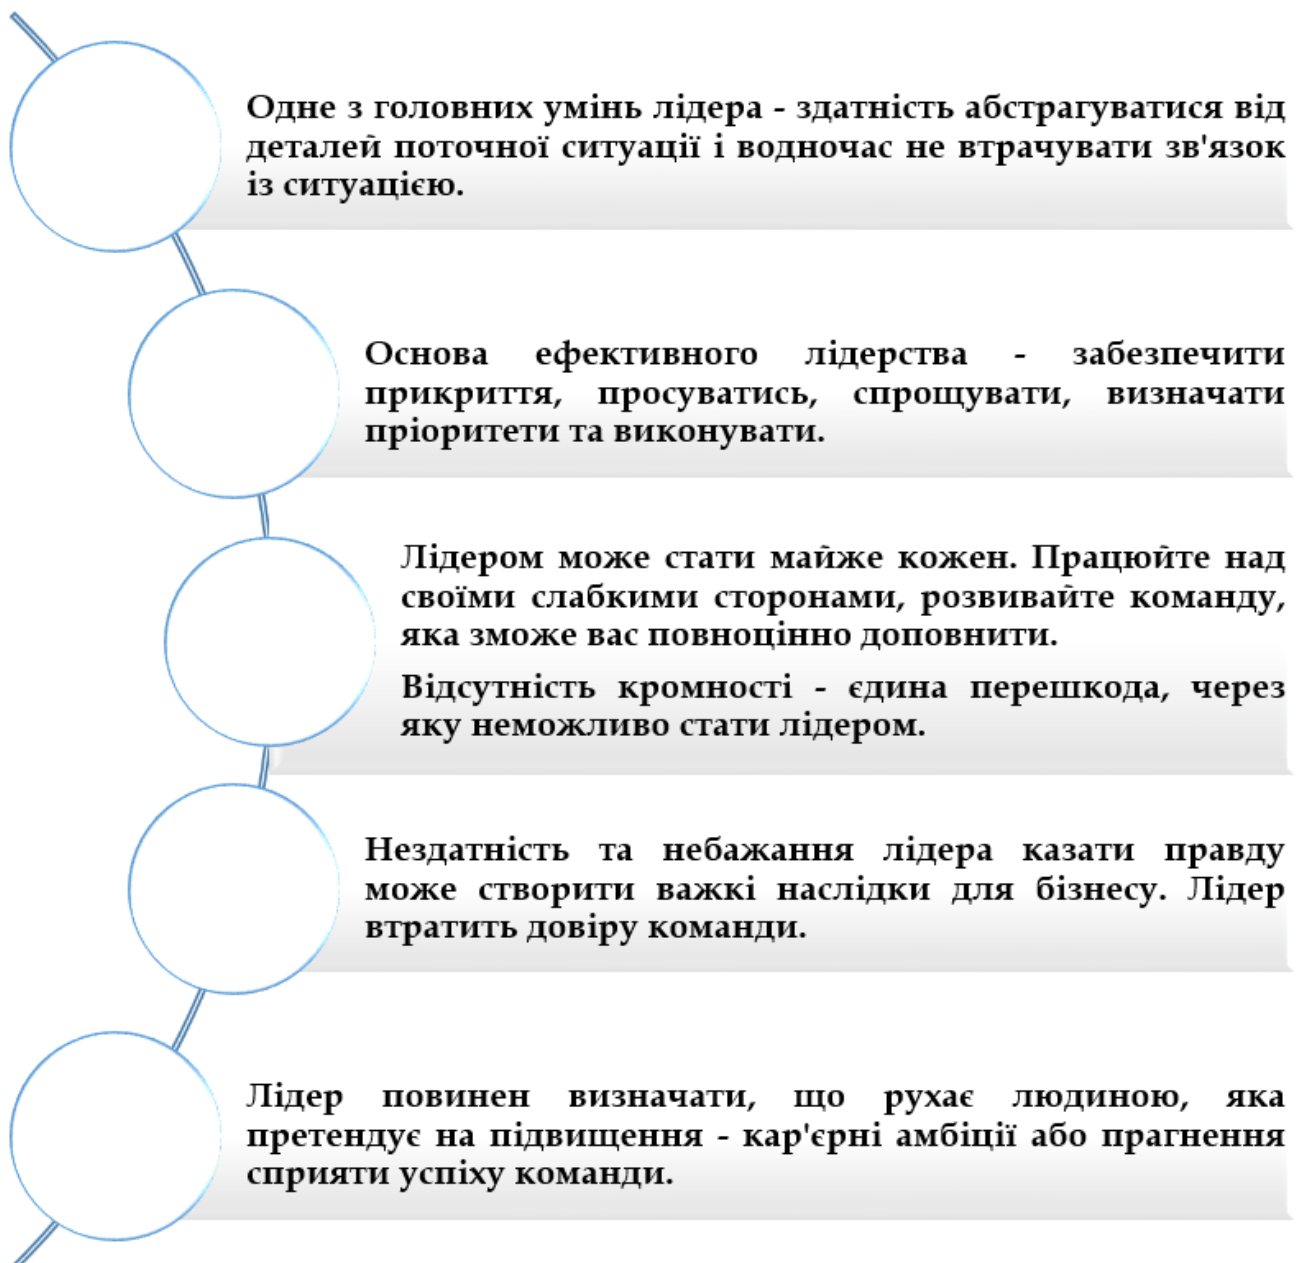 Одне з головних умінь лідера - здатність абстрагуватися від
деталей поточної ситуації і водночас не втрачувати зв'язок
із ситуацією.
Основа ефективного лідерства - забезпечити
прикриття, просуватись, спрощувати, визначати
пріоритети та виконувати.
Лідером може стати майже кожен. Працюйте над
своїми слабкими сторонами, розвивайте команду,
яка зможе вас повноцінно доповнити.
Відсутність кромності - єдина перешкода, через
яку неможливо стати лідером.
Нездатність та небажання лідера казати правду
може створити важкі наслідки для бізнесу. Лідер
втратить довіру команди.
Лідер повинен визначати, що рухає людиною, яка
претендує на підвищення - кар'єрні амбіції або прагнення
сприяти успіху команди.